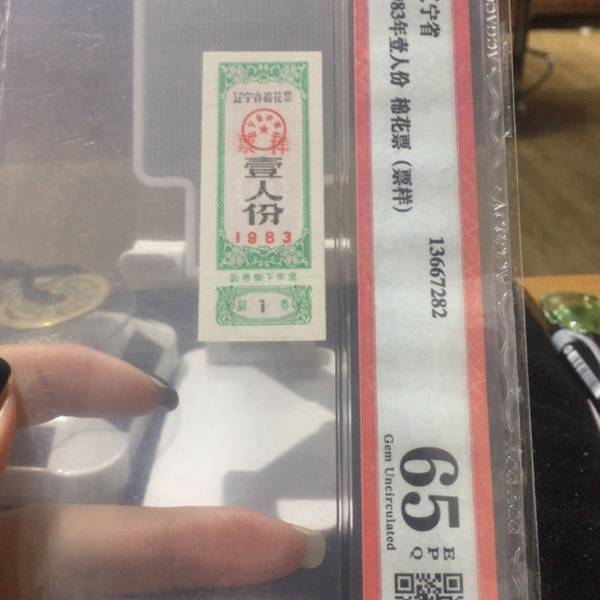 辽宁省棉花票
票样
壹人份
1983
副券撕下作废
副 1 券
宁省
983年壹人份 棉花票（票样）
13667282
65
EPQ
Gem Uncirculated